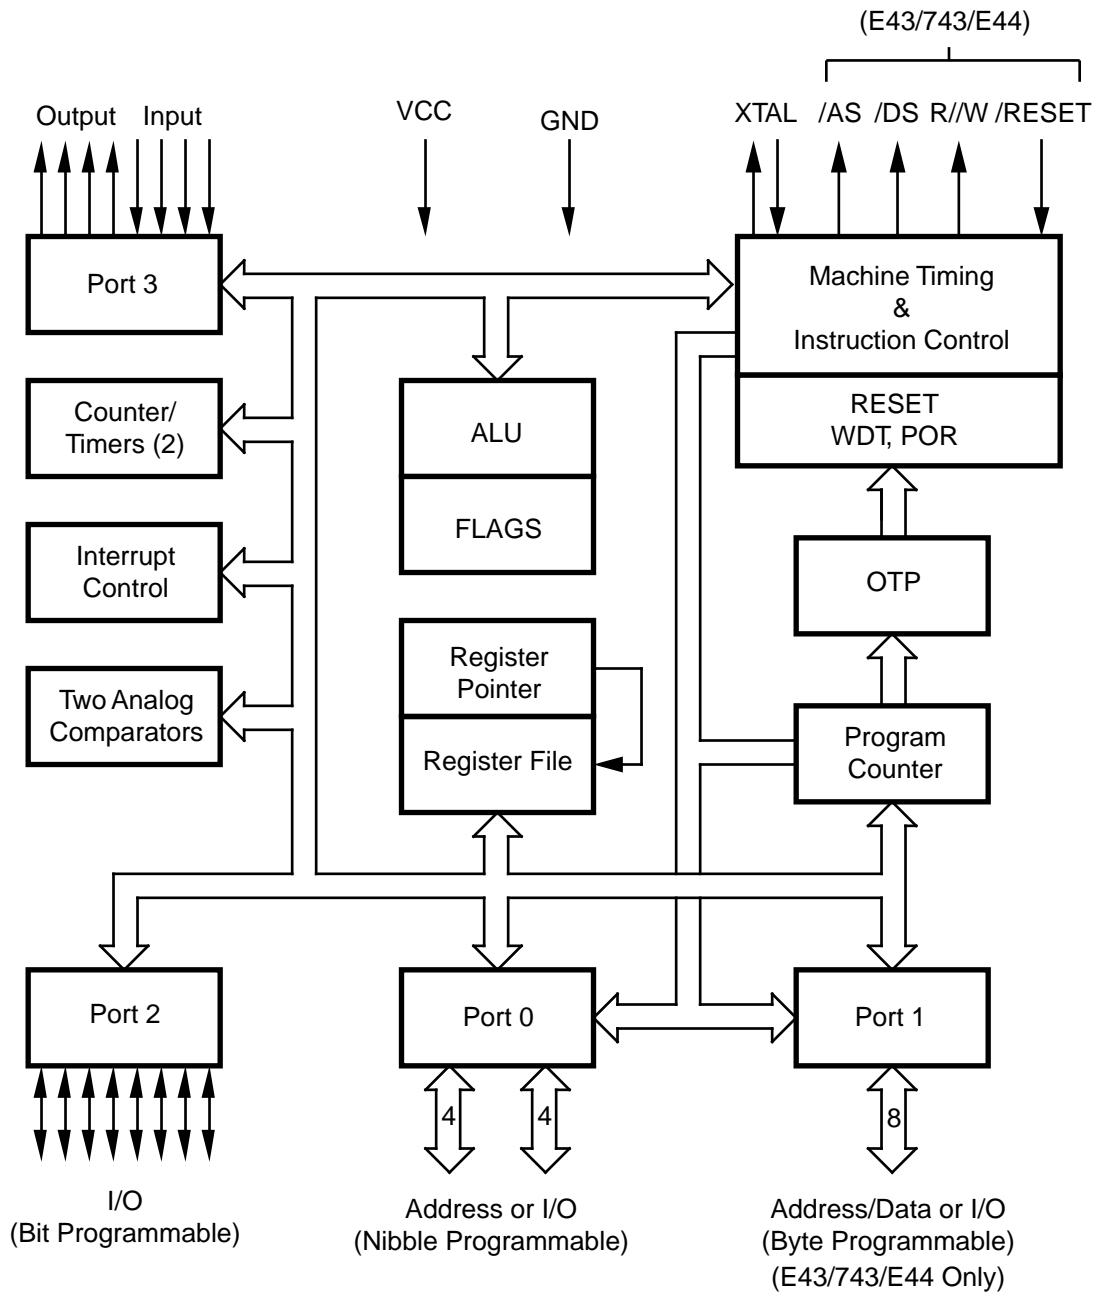 (E43/743/E44)
Output Input VCC GND XTAL /AS /DS R//W /RESET
Port 3
Machine Timing
&
Instruction Control
RESET
WDT, POR
Counter/
Timers (2)
ALU
FLAGS
Interrupt
Control
OTP
Two Analog
Comparators
Register
Pointer
Register File
Program
Counter
Port 2
Port 0
Port 1
4 4 8
I/O
(Bit Programmable)
Address or I/O
(Nibble Programmable)
Address/Data or I/O
(Byte Programmable)
(E43/743/E44 Only)